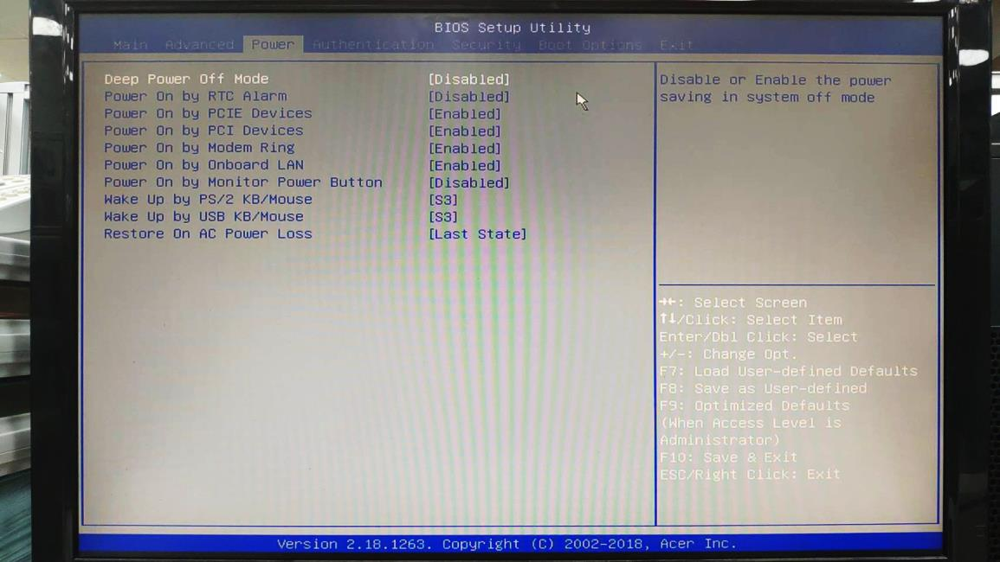 BIOS Setup Utility
Main Advanced Power Authentication Security Boot Options Exit
Deep Power Off Mode [Disabled]
Power On by RTC Alarm [Disabled]
Power On by PCIE Devices [Enabled]
Power On by PCI Devices [Enabled]
Power On by Modem Ring [Enabled]
Power On by Onboard LAN [Enabled]
Power On by Monitor Power Button [Disabled]
Wake Up by PS/2 KB/Mouse [S3]
Wake Up by USB KB/Mouse [S3]
Restore On AC Power Loss [Last State]
Disable or Enable the power
saving in system off mode
→←: Select Screen
↑↓/Click: Select Item
Enter/Dbl Click: Select
+/-: Change Opt.
F7: Load User-defined Defaults
F8: Save as User-defined
F9: Optimized Defaults
(When Access Level is
Administrator)
F10: Save & Exit
ESC/Right Click: Exit
Version 2.18.1263. Copyright (C) 2002-2018, Acer Inc.